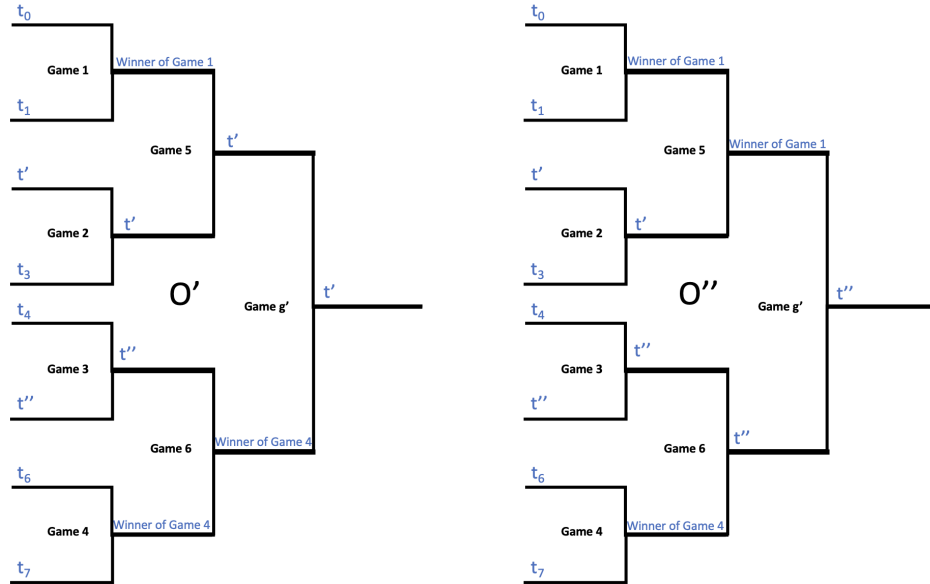 t₀
Game 1
Winner of Game 1
t₁
Game 5
t'
t'
Game 2
t'
t₃
O'
Game g'
t'
t₄
t''
Game 3
t''
Game 6
Winner of Game 4
t₆
Game 4
Winner of Game 4
t₇
t₀
Game 1
Winner of Game 1
t₁
Game 5
Winner of Game 1
t'
Game 2
t'
t₃
O''
Game g'
t''
t₄
t''
Game 3
t''
Game 6
t''
t₆
Game 4
Winner of Game 4
t₇